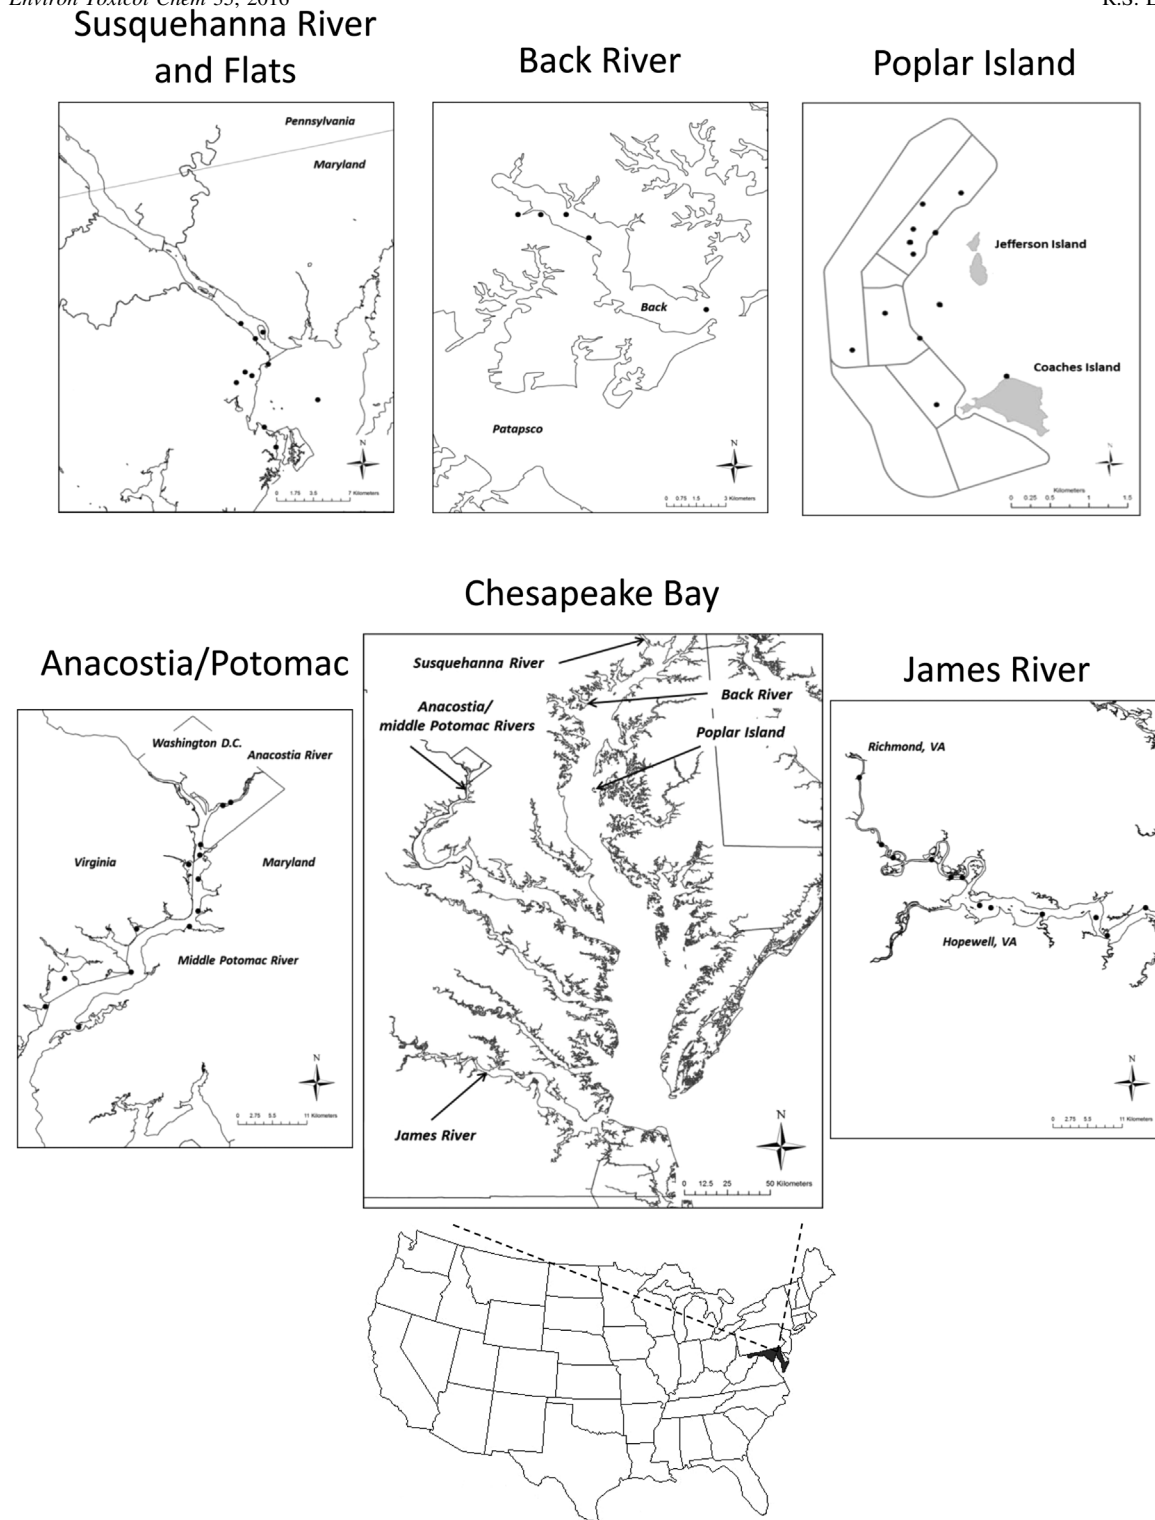 Environ Toxicol Chem 35, 2016
Susquehanna River
and Flats
Back River
Poplar Island
Pennsylvania
Maryland
N
0 1.75 3.5 7 Kilometers
Back
Patapsco
N
0 0.75 1.5 3 Kilometers
Jefferson Island
Coaches Island
N
Kilometers
0 0.25 0.5 1 1.5
Chesapeake Bay
Anacostia/Potomac
James River
Washington D.C.
Anacostia River
Virginia
Maryland
Middle Potomac River
N
0 2.75 5.5 11 Kilometers
Susquehanna River
Back River
Anacostia/
middle Potomac Rivers
Poplar Island
James River
N
0 12.5 25 50 Kilometers
Richmond, VA
Hopewell, VA
N
0 2.75 5.5 11 Kilometers